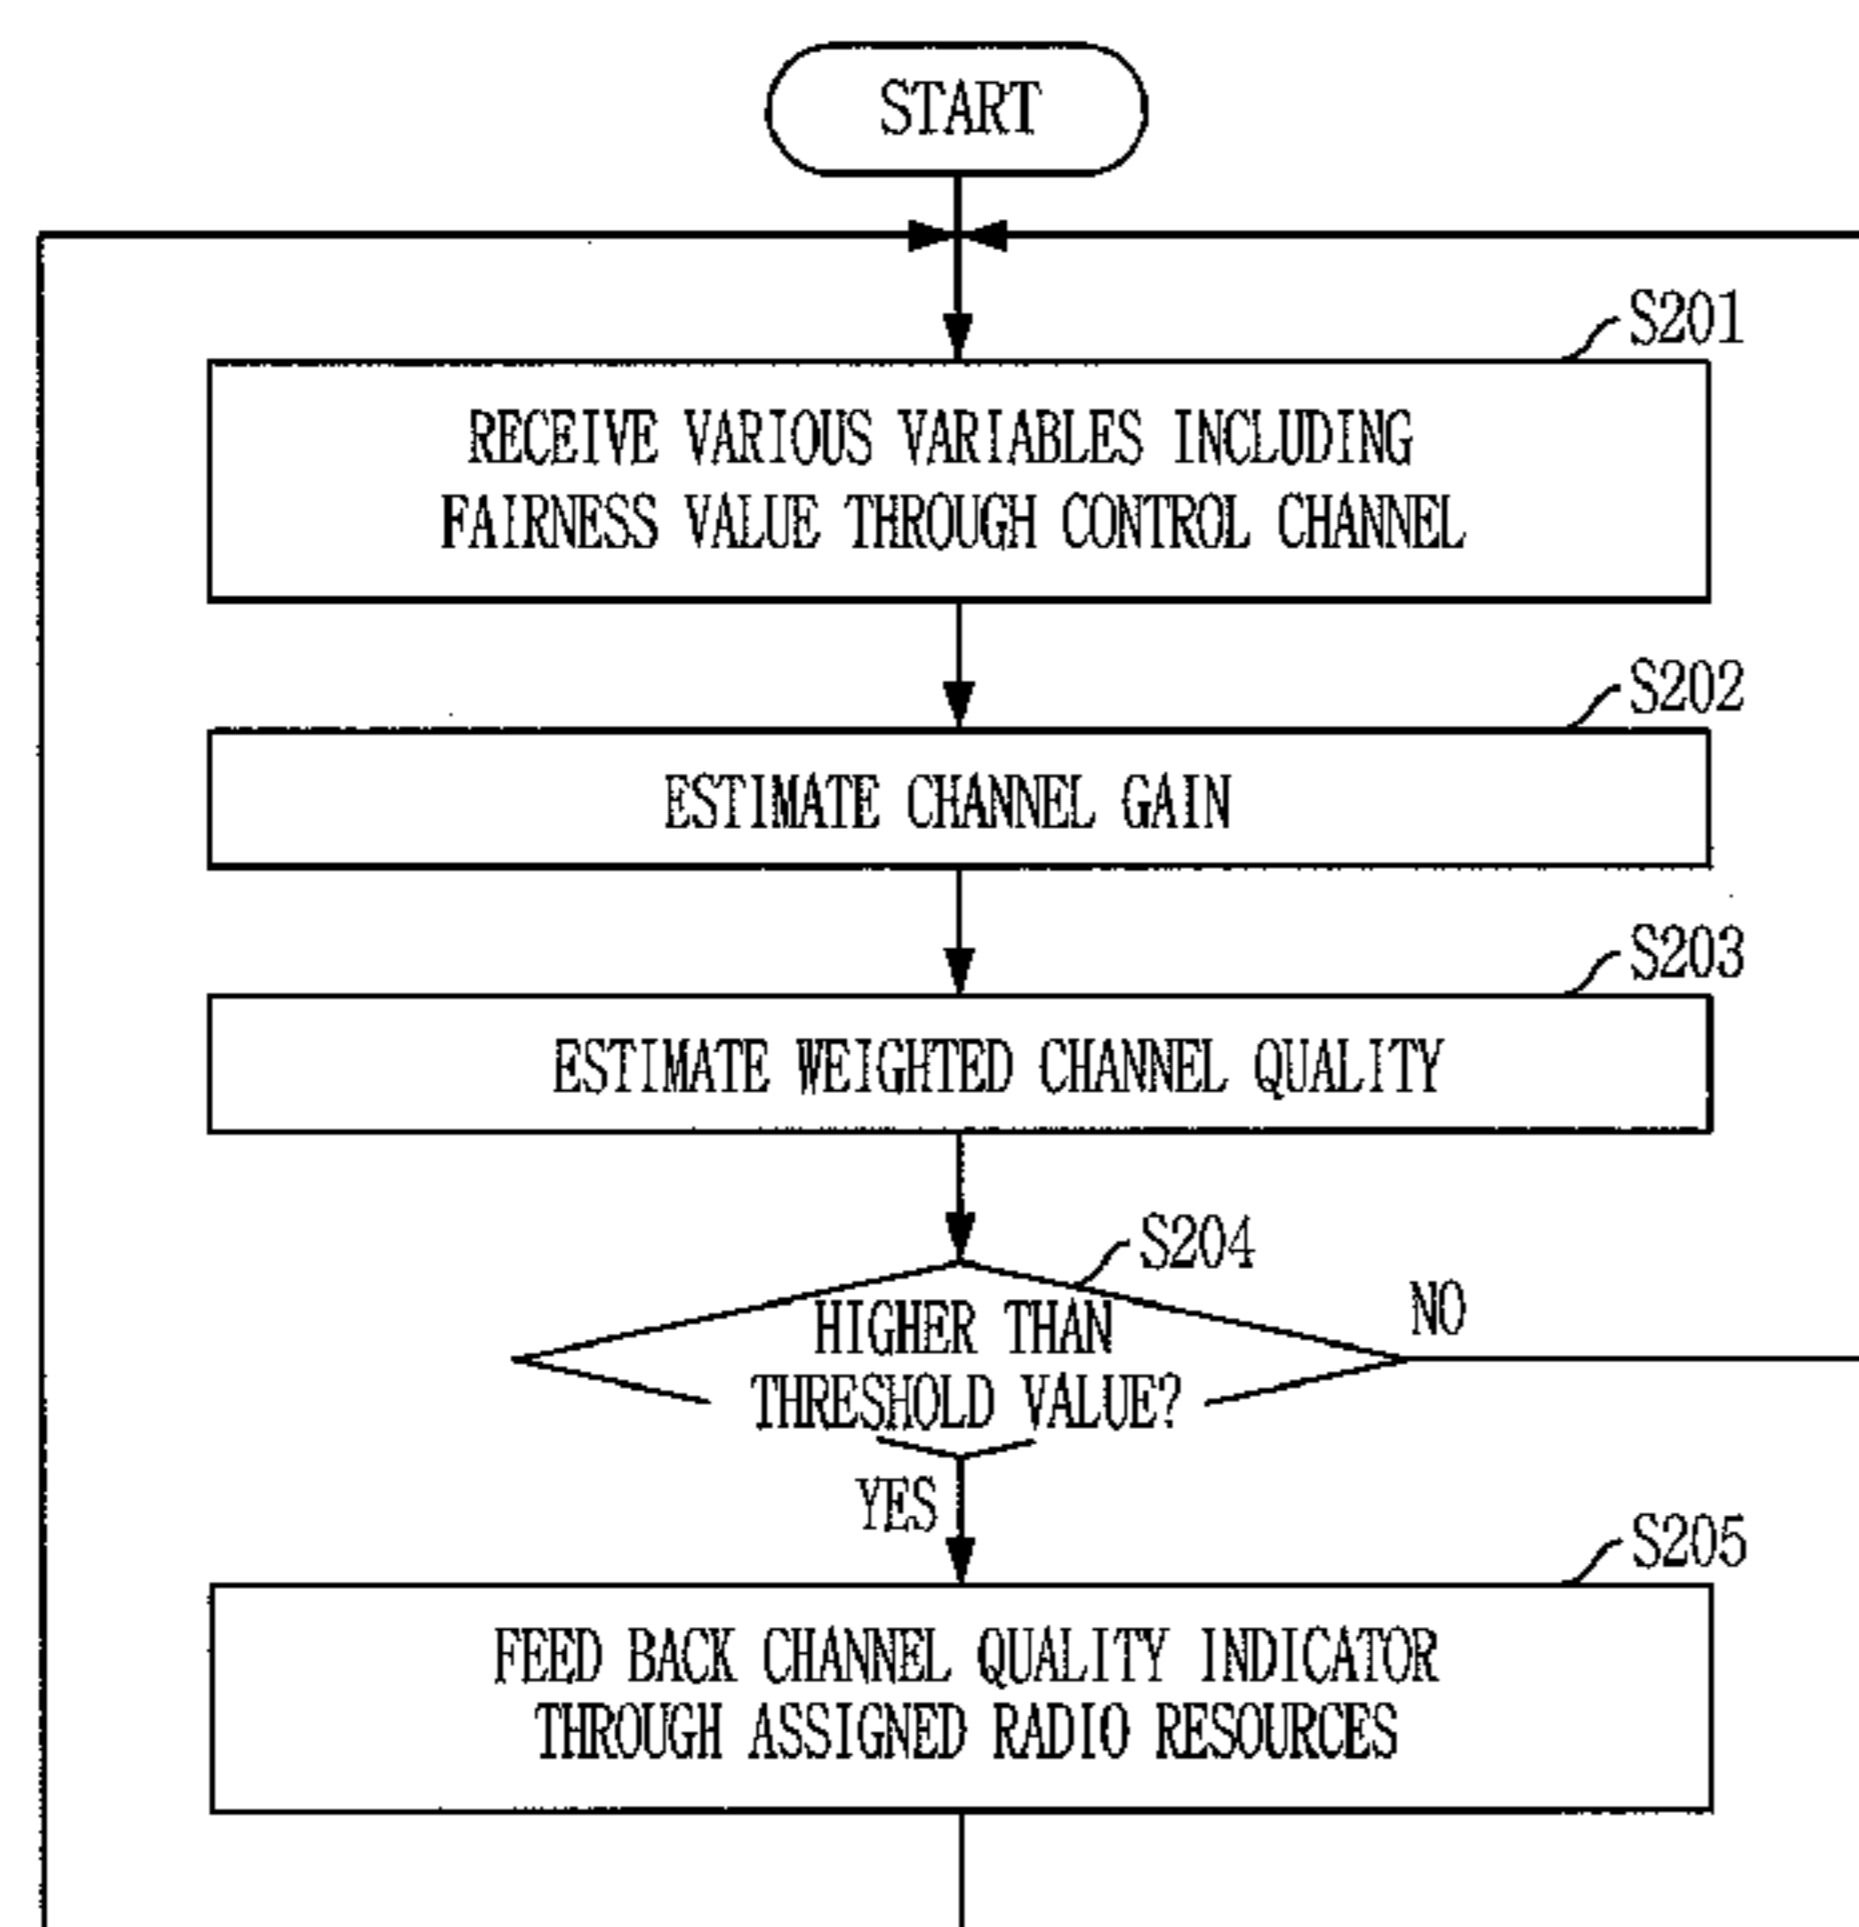 START
S201
RECEIVE VARIOUS VARIABLES INCLUDING
FAIRNESS VALUE THROUGH CONTROL CHANNEL
S202
ESTIMATE CHANNEL GAIN
S203
ESTIMATE WEIGHTED CHANNEL QUALITY
S204
HIGHER THAN
THRESHOLD VALUE?
NO
YES
S205
FEED BACK CHANNEL QUALITY INDICATOR
THROUGH ASSIGNED RADIO RESOURCES